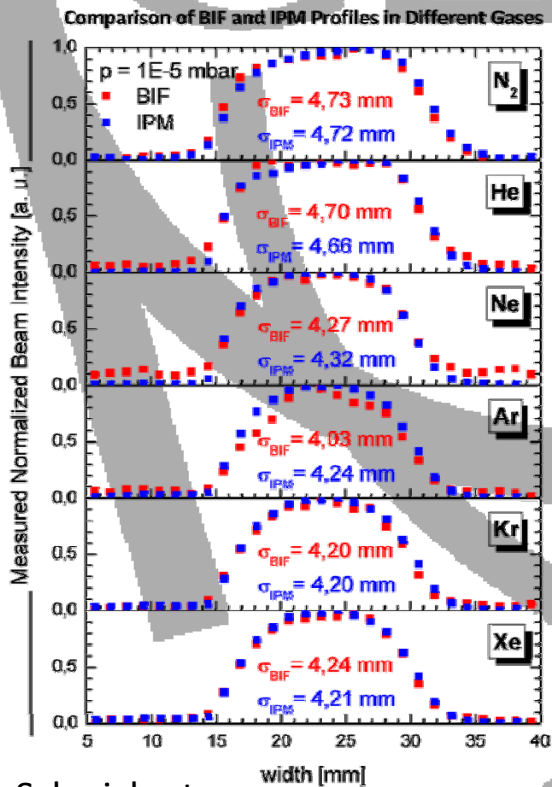 Comparison of BIF and IPM Profiles in Different Gases
Measured Normalized Beam Intensity [a. u.]
p = 1E-5 mbar
BIF
IPM
1,0
0,5
0,0
σBIF= 4,73 mm
σIPM= 4,72 mm
N2
0,5
0,0
σBIF= 4,70 mm
σIPM= 4,66 mm
He
0,5
0,0
σBIF= 4,27 mm
σIPM= 4,32 mm
Ne
0,5
0,0
σBIF= 4,03 mm
σIPM= 4,24 mm
Ar
0,5
0,0
σBIF= 4,20 mm
σIPM= 4,20 mm
Kr
0,5
0,0
σBIF= 4,24 mm
σIPM= 4,21 mm
Xe
5 10 15 20 25 30 35 40
width [mm]